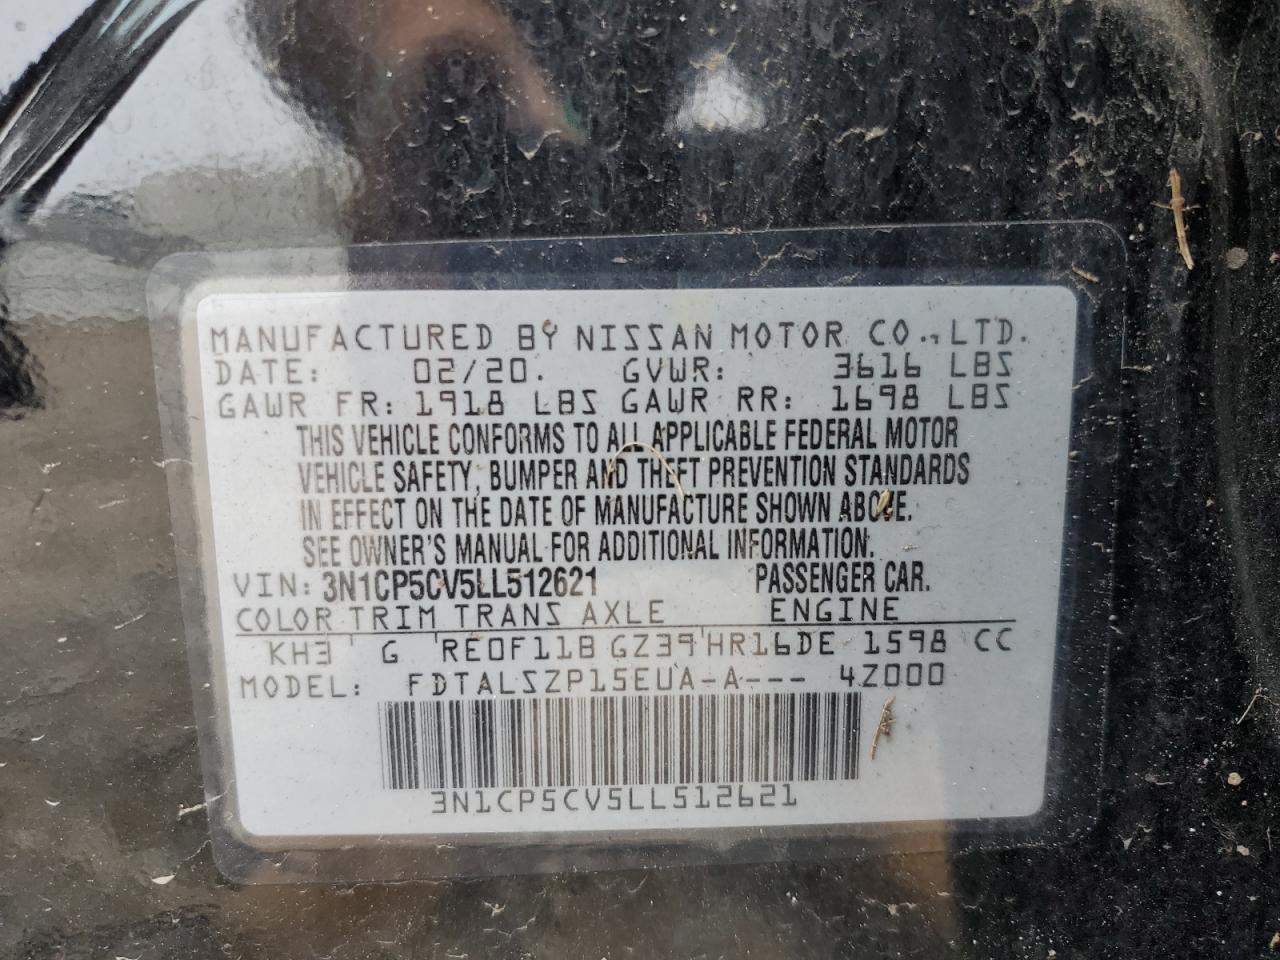 MANUFACTURED BY NISSAN MOTOR CO., LTD.
DATE: 02/20. GVWR: 3616 LBS
GAWR FR: 1918 LBS GAWR RR: 1698 LBS
THIS VEHICLE CONFORMS TO ALL APPLICABLE FEDERAL MOTOR
VEHICLE SAFETY, BUMPER AND THEFT PREVENTION STANDARDS
IN EFFECT ON THE DATE OF MANUFACTURE SHOWN ABOVE.
SEE OWNER'S MANUAL FOR ADDITIONAL INFORMATION.
VIN: 3N1CP5CV5LL512621 PASSENGER CAR.
COLOR TRIM TRANS AXLE ENGINE
KH3 G RE0F11B GZ39 HR16DE 1598 CC
MODEL: FDTALSZP15EUA-A--- 4Z000
3N1CP5CV5LL512621